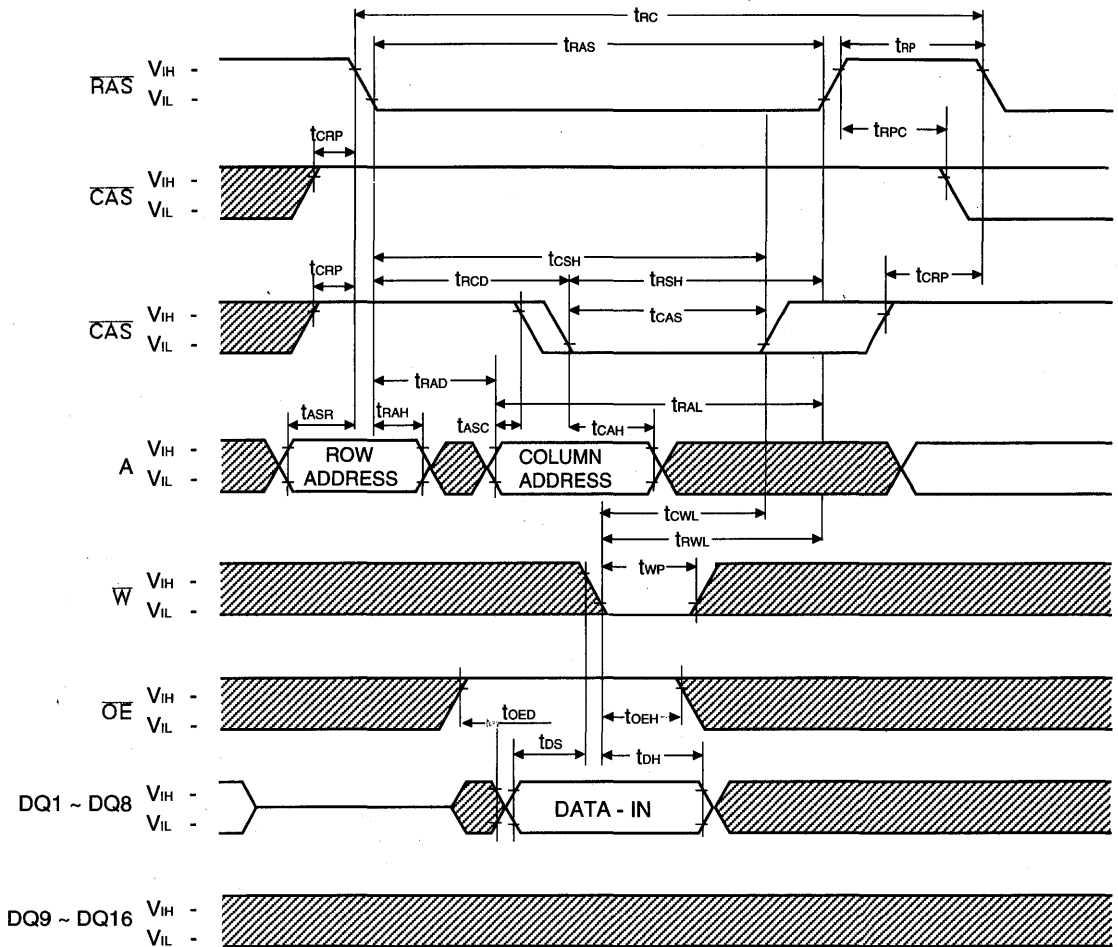 tRC
tRAS
tRP
RAS VIH -
VIL -
tCRP
tRPC
CAS VIH -
VIL -
tCSH
tCRP
tRCD
tRSH
tCRP
CAS VIH -
VIL -
tCAS
tRAD
tRAL
tASR
tRAH
tASC
tCAH
A VIH -
VIL -
ROW
ADDRESS
COLUMN
ADDRESS
tCWL
tRWL
tWP
W VIH -
VIL -
OE VIH -
VIL -
tOED
tOEH
tDS
tDH
DQ1 ~ DQ8 VIH -
VIL -
DATA - IN
DQ9 ~ DQ16 VIH -
VIL -